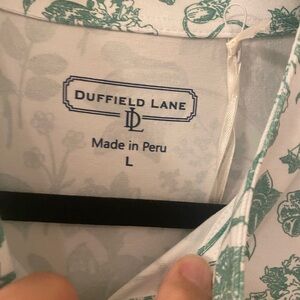 DUFFIELD LANE
DL
Made in Peru
L